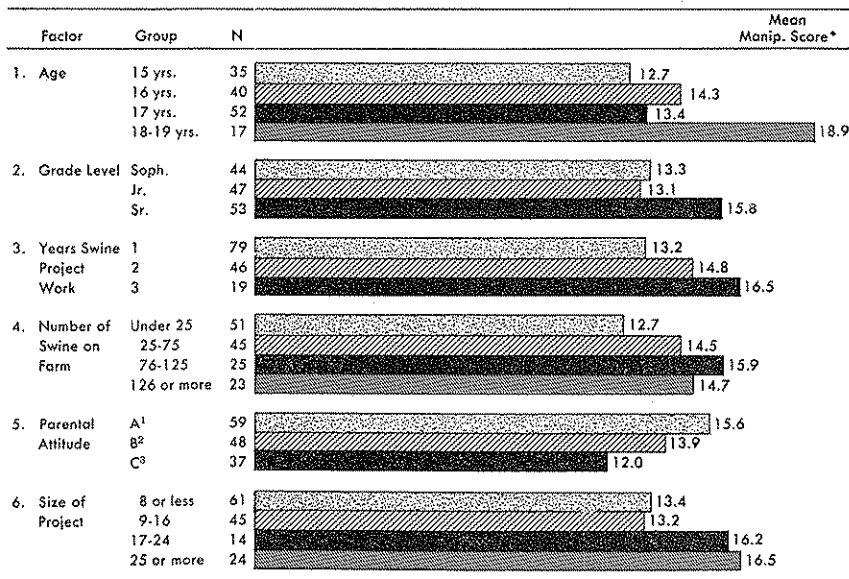 Mean
Factor Group N Manip. Score*
1. Age 15 yrs. 35 12.7
16 yrs. 40 14.3
17 yrs. 52 13.4
18-19 yrs. 17 18.9
2. Grade Level Soph. 44 13.3
Jr. 47 13.1
Sr. 53 15.8
3. Years Swine 1 79 13.2
Project 2 46 14.8
Work 3 19 16.5
4. Number of Under 25 51 12.7
Swine on 25-75 45 14.5
Farm 76-125 25 15.9
126 or more 23 14.7
5. Parental A¹ 59 15.6
Attitude B² 48 13.9
C³ 37 12.0
6. Size of 8 or less 61 13.4
Project 9-16 45 13.2
17-24 14 16.2
25 or more 24 16.5